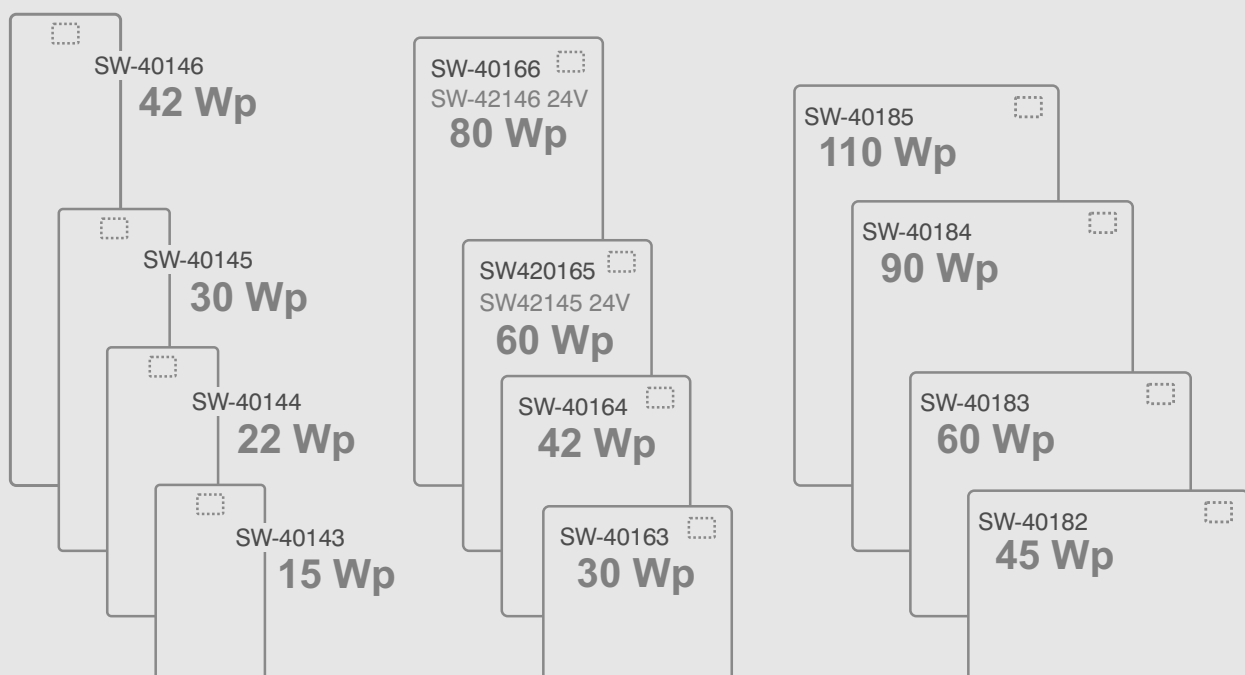 SW-40146
42 Wp
SW-40145
30 Wp
SW-40144
22 Wp
SW-40143
15 Wp
SW-40166
SW-42146 24V
80 Wp
SW420165
SW42145 24V
60 Wp
SW-40164
42 Wp
SW-40163
30 Wp
SW-40185
110 Wp
SW-40184
90 Wp
SW-40183
60 Wp
SW-40182
45 Wp